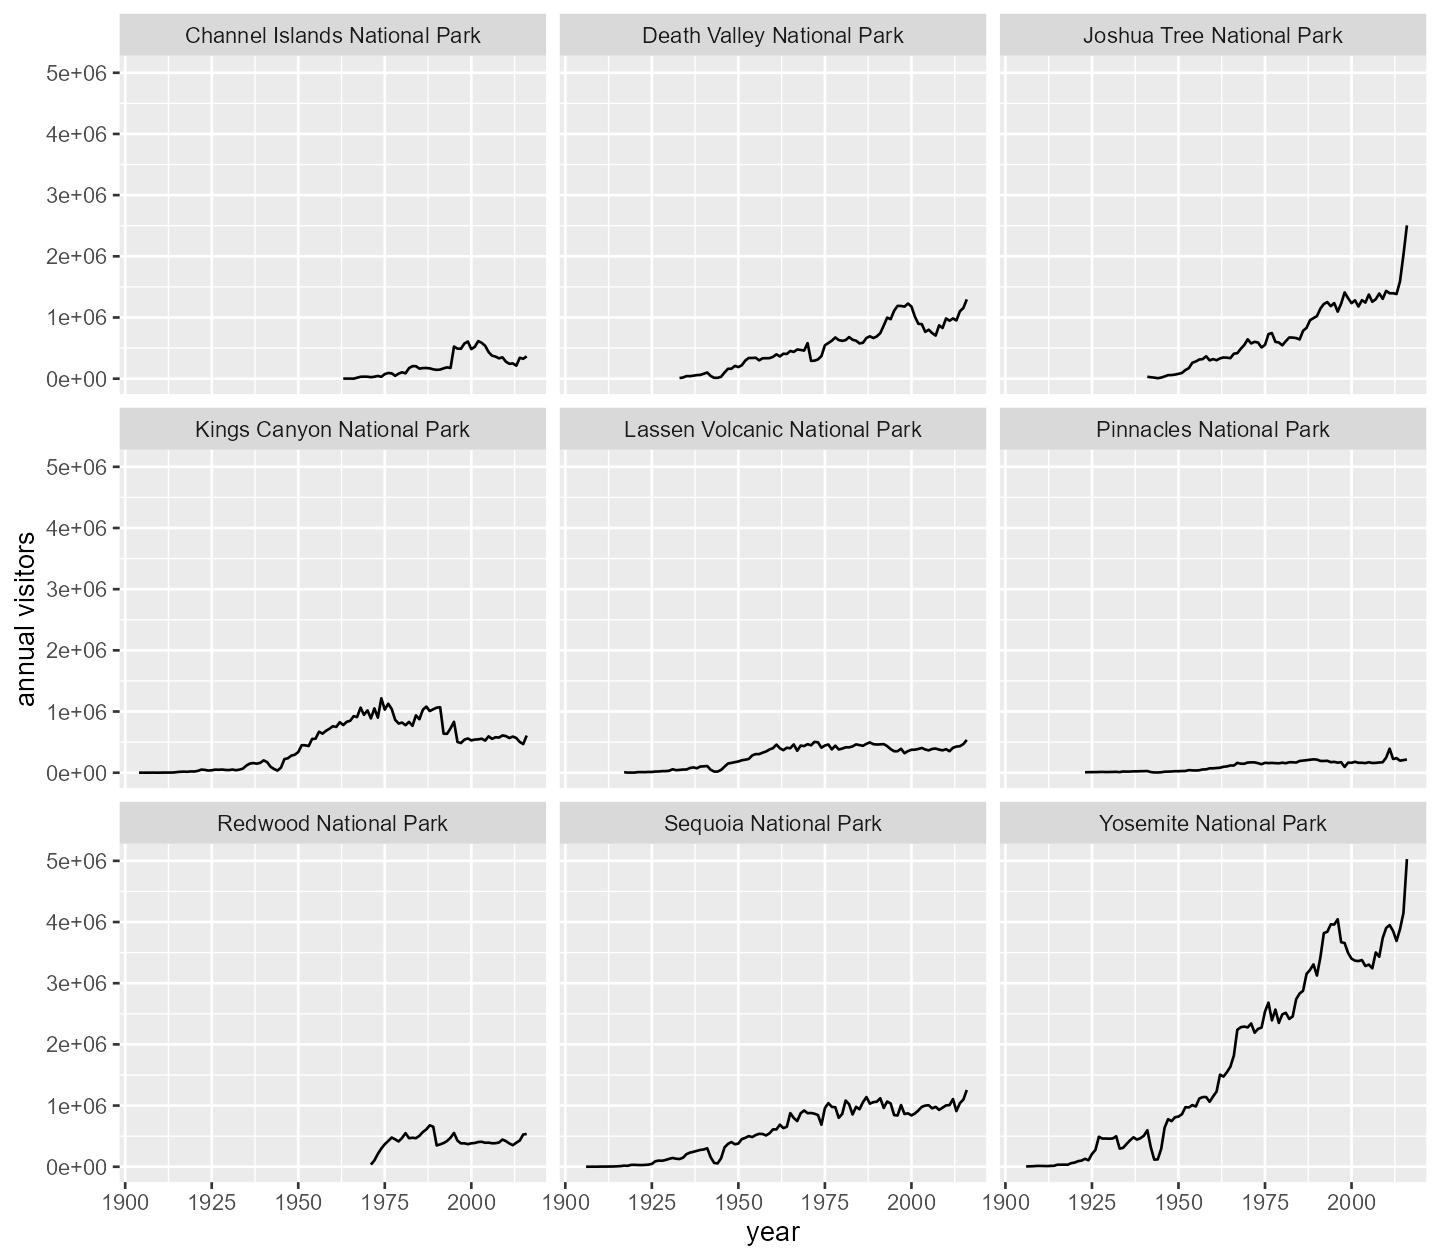 Channel Islands National Park
Death Valley National Park
Joshua Tree National Park
5e+06
4e+06
3e+06
2e+06
1e+06
0e+00
Kings Canyon National Park
Lassen Volcanic National Park
Pinnacles National Park
5e+06
4e+06
3e+06
2e+06
1e+06
0e+00
annual visitors
Redwood National Park
Sequoia National Park
Yosemite National Park
5e+06
4e+06
3e+06
2e+06
1e+06
0e+00
1900 1925 1950 1975 2000
1900 1925 1950 1975 2000
1900 1925 1950 1975 2000
year